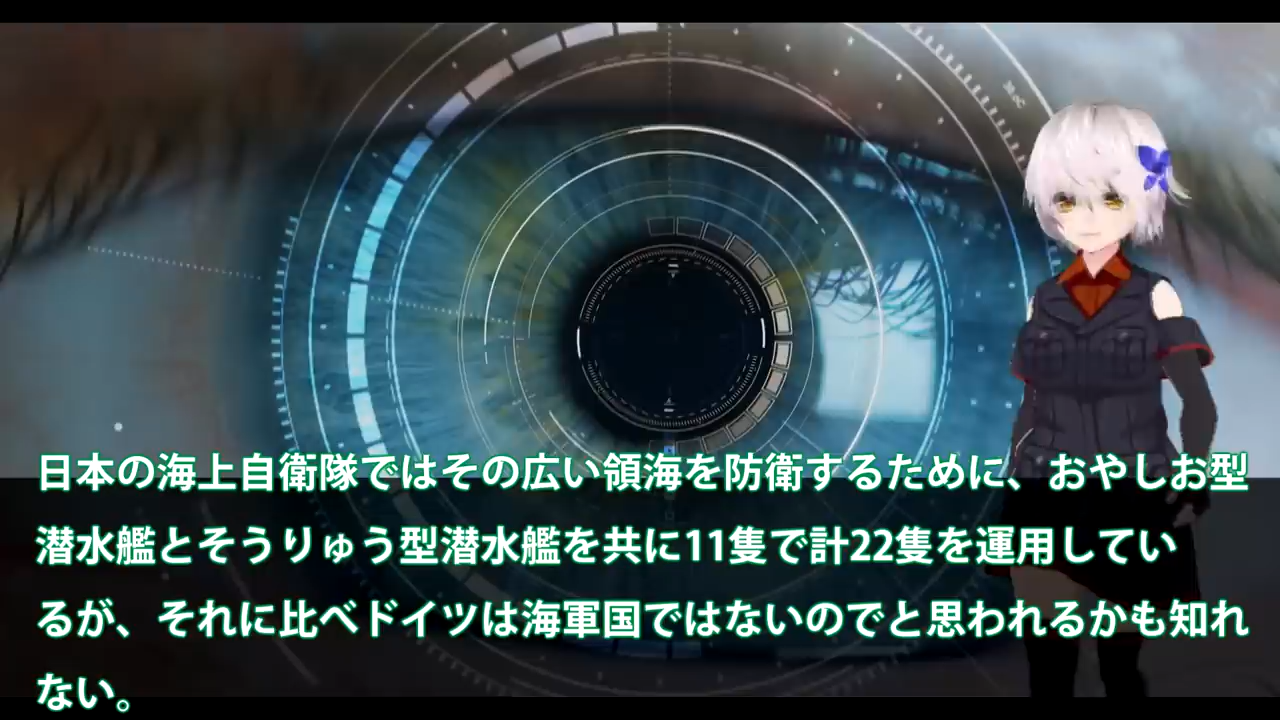 日本の海上自衛隊ではその広い領海を防衛するために、おやしお型
潜水艦とそうりゅう型潜水艦を共に11隻で計22隻を運用してい
るが、それに比べドイツは海軍国ではないのでと思われるかも知れ
ない。